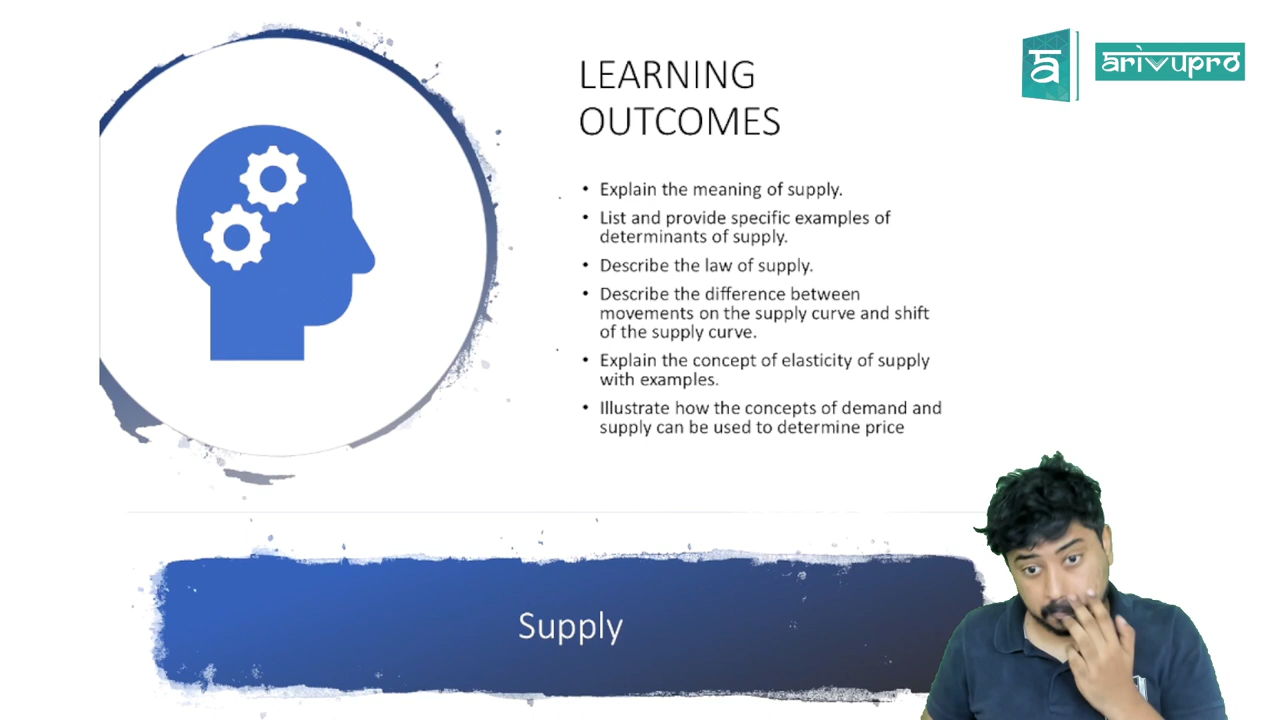 LEARNING
OUTCOMES
• Explain the meaning of supply.
• List and provide specific examples of
determinants of supply.
• Describe the law of supply.
• Describe the difference between
movements on the supply curve and shift
of the supply curve.
• Explain the concept of elasticity of supply
with examples.
• Illustrate how the concepts of demand and
supply can be used to determine price
Supply
ā
arivupro